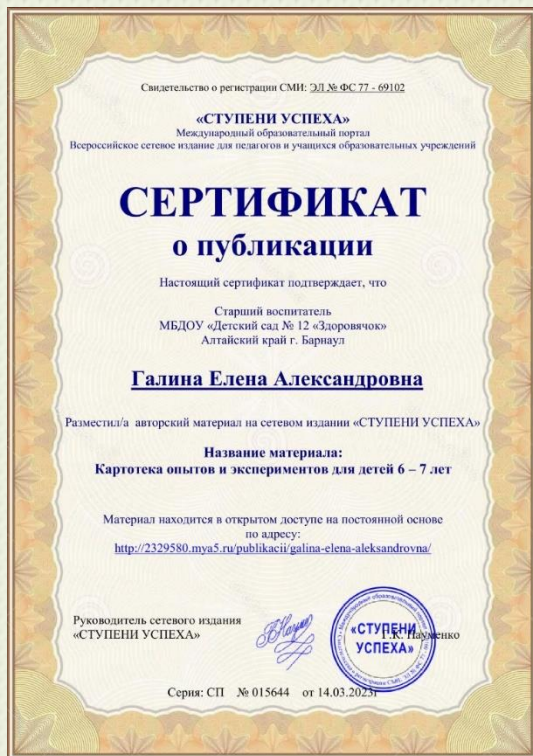 Свидетельство о регистрации СМИ: ЭЛ № ФС 77 - 69102
«СТУПЕНИ УСПЕХА»
Международный образовательный портал
Всероссийское сетевое издание для педагогов и учащихся образовательных учреждений
СЕРТИФИКАТ
о публикации
Настоящий сертификат подтверждает, что
Старший воспитатель
МБДОУ «Детский сад № 12 «Здоровячок»
Алтайский край г. Барнаул
Галина Елена Александровна
Разместил/а авторский материал на сетевом издании «СТУПЕНИ УСПЕХА»
Название материала:
Картотека опытов и экспериментов для детей 6 – 7 лет
Материал находится в открытом доступе на постоянной основе
по адресу:
http://2329580.mya5.ru/publikacii/galina-elena-aleksandrovna/
Руководитель сетевого издания
«СТУПЕНИ УСПЕХА»
Г.К. Науменко
«СТУПЕНИ
УСПЕХА»
Серия: СП № 015644 от 14.03.2023г